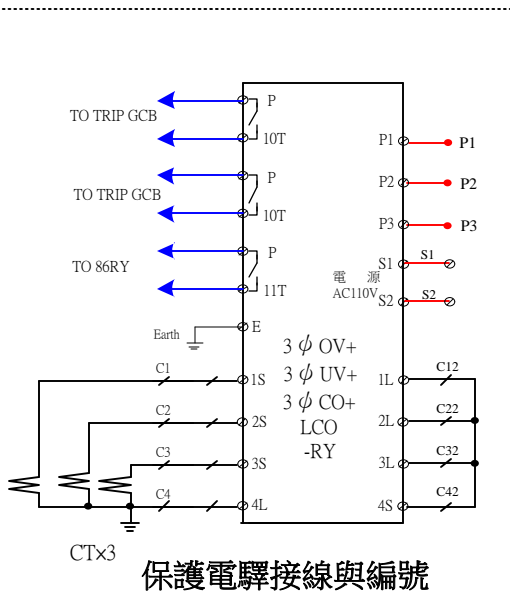 P
TO TRIP GCB
10T
P1
P1
P
P2
P2
TO TRIP GCB
10T
P3
P3
P
TO 86RY
S1
S1
電 源
AC110V
11T
S2
S2
Earth
E
3 ψ OV+
3 ψ UV+
3 ψ CO+
LCO
-RY
C1
1S
1L
C12
C2
2S
2L
C22
C3
3S
3L
C32
C4
4L
4S
C42
CT×3
保護電驛接線與編號